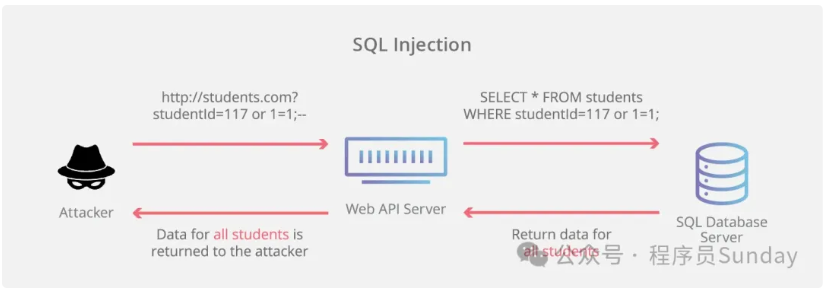 SQL Injection
http://students.com?
studentId=117 or 1=1;--
SELECT * FROM students
WHERE studentId=117 or 1=1;
Attacker
Web API Server
SQL Database
Server
Data for all students is
returned to the attacker
Return data for
all students
公众号 · 程序员Sunday